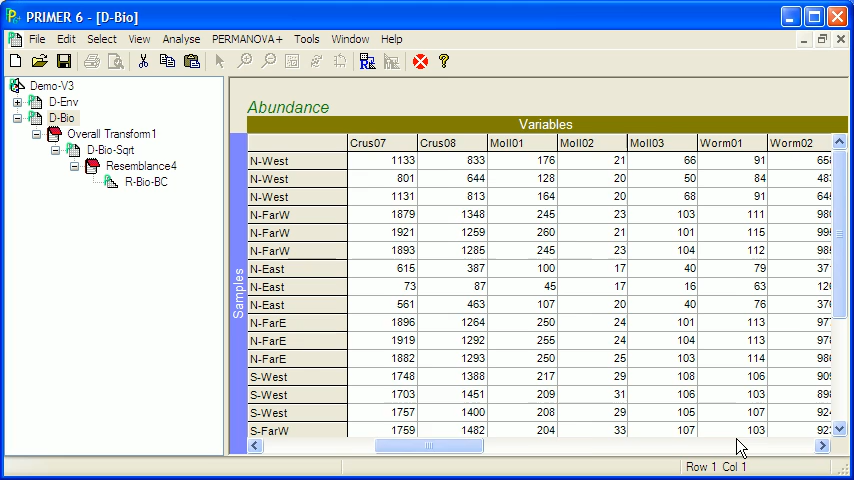 PRIMER 6 - [D-Bio]
File Edit Select View Analyse PERMANOVA+ Tools Window Help
Demo-V3
D-Env
D-Bio
Overall Transform1
D-Bio-Sqrt
Resemblance4
R-Bio-BC
Abundance
Variables
Samples
Crus07 Crus08 Moll01 Moll02 Moll03 Worm01 Worm02
N-West 1133 833 176 21 66 91
N-West 801 644 128 20 50 84
N-West 1131 813 164 20 68 91
N-FarW 1879 1348 245 23 103 111
N-FarW 1921 1259 260 21 101 115
N-FarW 1893 1285 245 23 104 112
N-East 615 387 100 17 40 79
N-East 73 87 45 17 16 63
N-East 561 463 107 20 40 76
N-FarE 1896 1264 250 24 101 113
N-FarE 1919 1292 255 24 104 113
N-FarE 1882 1293 250 25 103 114
S-West 1748 1388 217 29 108 106
S-West 1703 1451 209 31 106 103
S-West 1757 1400 208 29 105 107
S-FarW 1759 1482 204 33 107 103
Row 1 Col 1